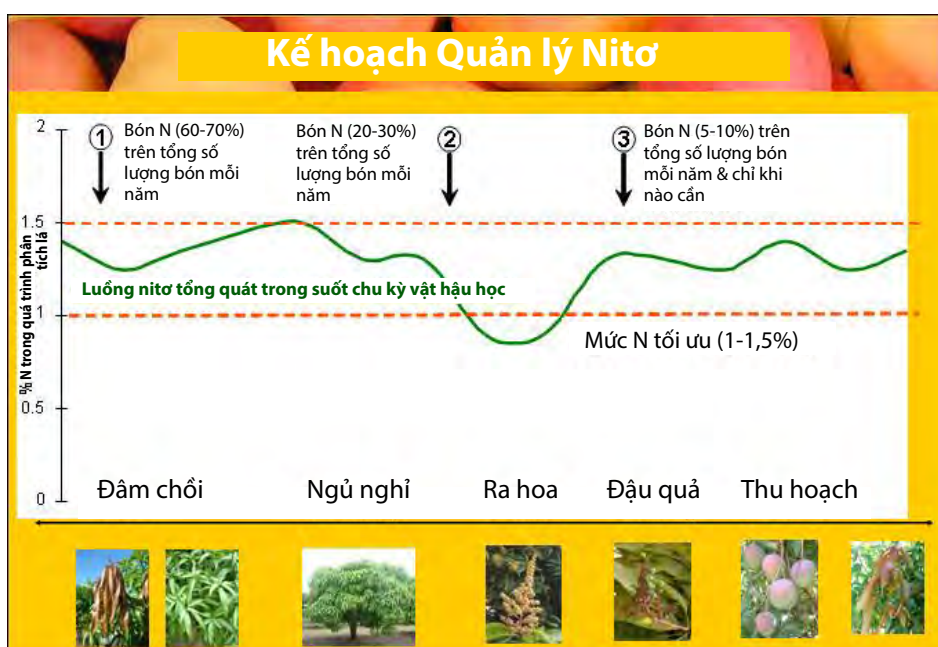 Kế hoạch Quản lý Nitơ
2
1
Bón N (60-70%)
trên tổng số
lượng bón mỗi
năm
Bón N (20-30%)
trên tổng số
lượng bón mỗi
năm
2
3
Bón N (5-10%) trên
tổng số lượng bón
mỗi năm & chỉ khi
nào cần
1.5
% N trong quá trình phân
tích lá
Luồng nitơ tổng quát trong suốt chu kỳ vật hậu học
1
Mức N tối ưu (1-1,5%)
0.5
0
Đâm chồi
Ngủ nghỉ
Ra hoa
Đậu quả
Thu hoạch